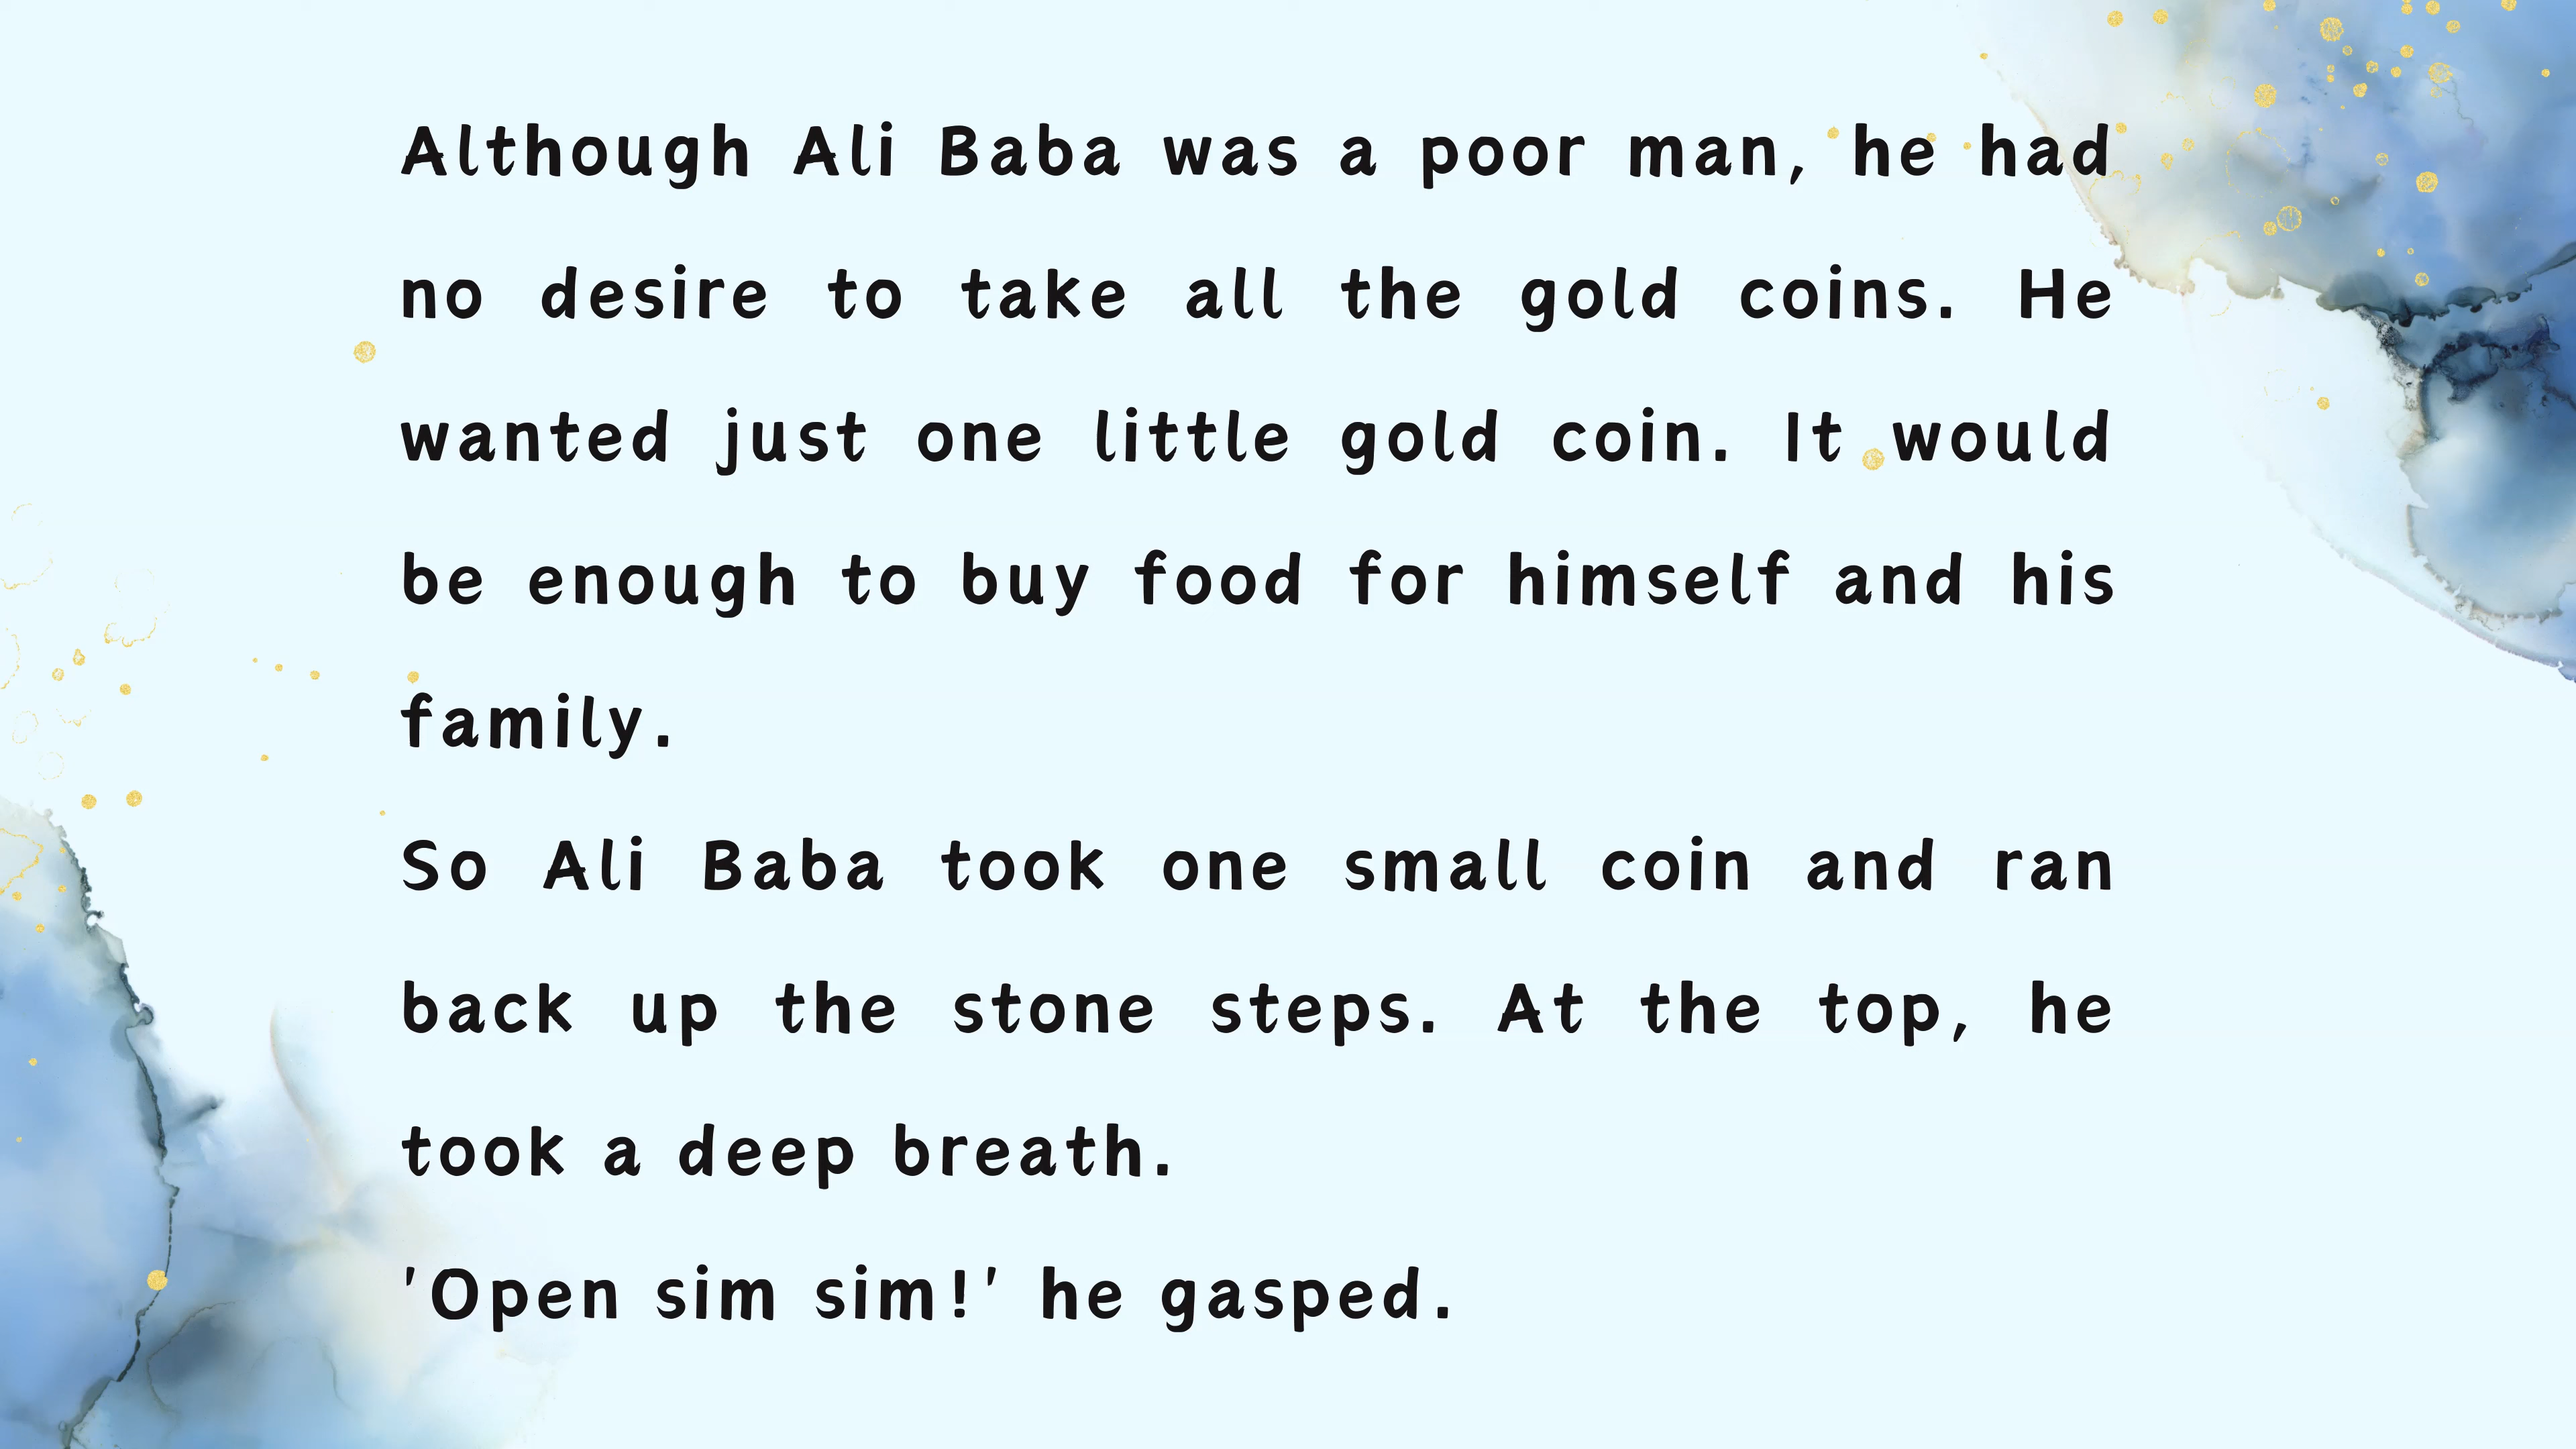 Although Ali Baba was a poor man, he had
no desire to take all the gold coins. He
wanted just one little gold coin. It would
be enough to buy food for himself and his
family.
So Ali Baba took one small coin and ran
back up the stone steps. At the top, he
took a deep breath.
'Open sim sim!' he gasped.